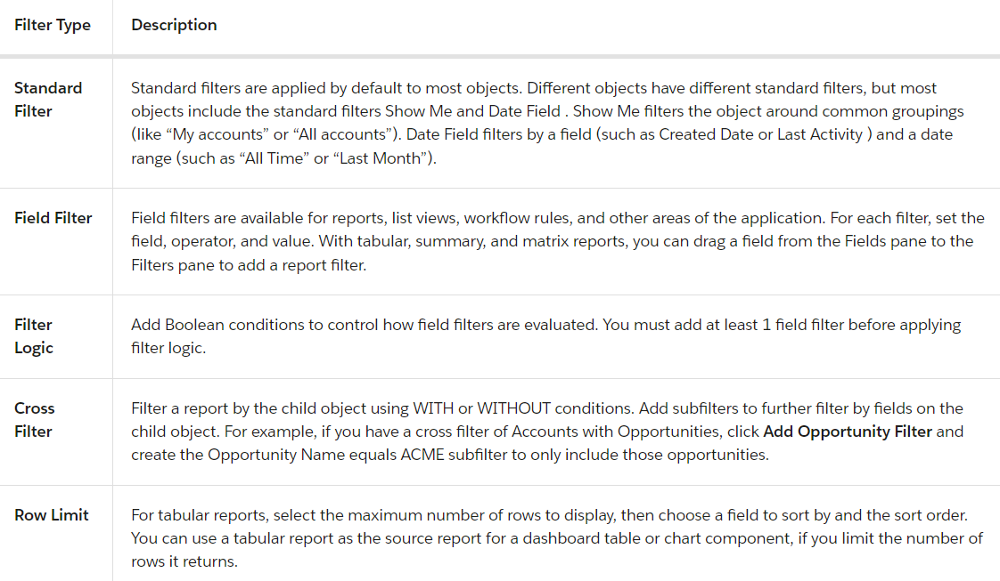 Filter Type Description
Standard Filter
Standard filters are applied by default to most objects. Different objects have different standard filters, but most
objects include the standard filters Show Me and Date Field . Show Me filters the object around common groupings
(like “My accounts” or “All accounts”). Date Field filters by a field (such as Created Date or Last Activity ) and a date
range (such as “All Time” or “Last Month”).
Field Filter
Field filters are available for reports, list views, workflow rules, and other areas of the application. For each filter, set the
field, operator, and value. With tabular, summary, and matrix reports, you can drag a field from the Fields pane to the
Filters pane to add a report filter.
Filter Logic
Add Boolean conditions to control how field filters are evaluated. You must add at least 1 field filter before applying
filter logic.
Cross Filter
Filter a report by the child object using WITH or WITHOUT conditions. Add subfilters to further filter by fields on the
child object. For example, if you have a cross filter of Accounts with Opportunities, click Add Opportunity Filter and
create the Opportunity Name equals ACME subfilter to only include those opportunities.
Row Limit
For tabular reports, select the maximum number of rows to display, then choose a field to sort by and the sort order.
You can use a tabular report as the source report for a dashboard table or chart component, if you limit the number of
rows it returns.